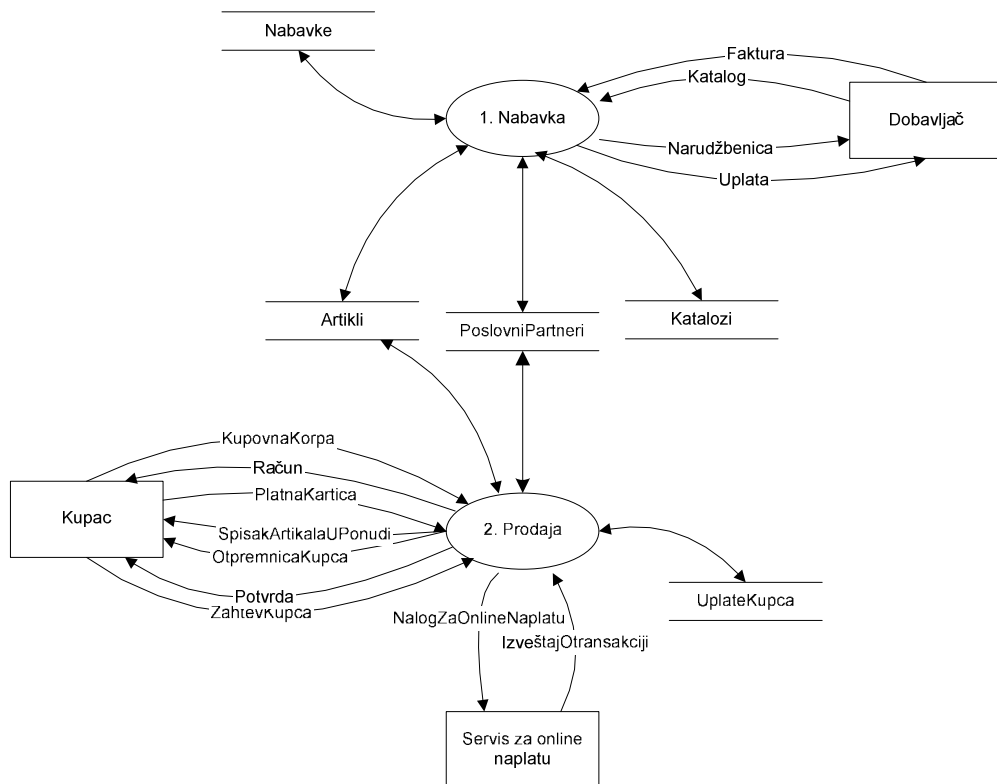 Nabavke
Faktura
Katalog
1. Nabavka
Dobavljač
Narudžbenica
Uplata
Artikli
PoslovniPartneri
Katalozi
KupovnaKorpa
Račun
PlatnaKartica
Kupac
SpisakArtikalaUPonudi
2. Prodaja
OtpremnicaKupca
Potvrda
ZahtevKupca
UplateKupca
NalogZaOnlineNaplatu
IzveštajOtransakciji
Servis za online
naplatu